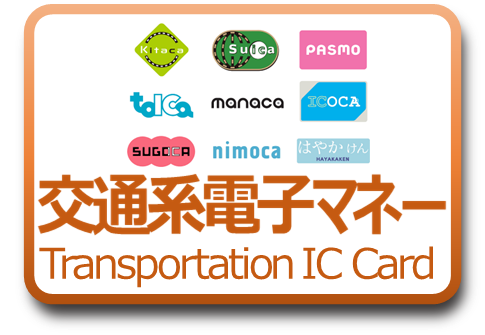 Kitaca
Suica
PASMO
TOICA
manaca
ICOCA
SUGOCA
nimoca
はやかけん
HAYAKAKEN
交通系電子マネー
Transportation IC Card